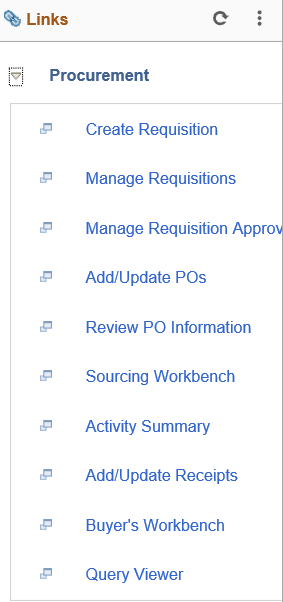 Links
Procurement
Create Requisition
Manage Requisitions
Manage Requisition Approv
Add/Update POs
Review PO Information
Sourcing Workbench
Activity Summary
Add/Update Receipts
Buyer's Workbench
Query Viewer